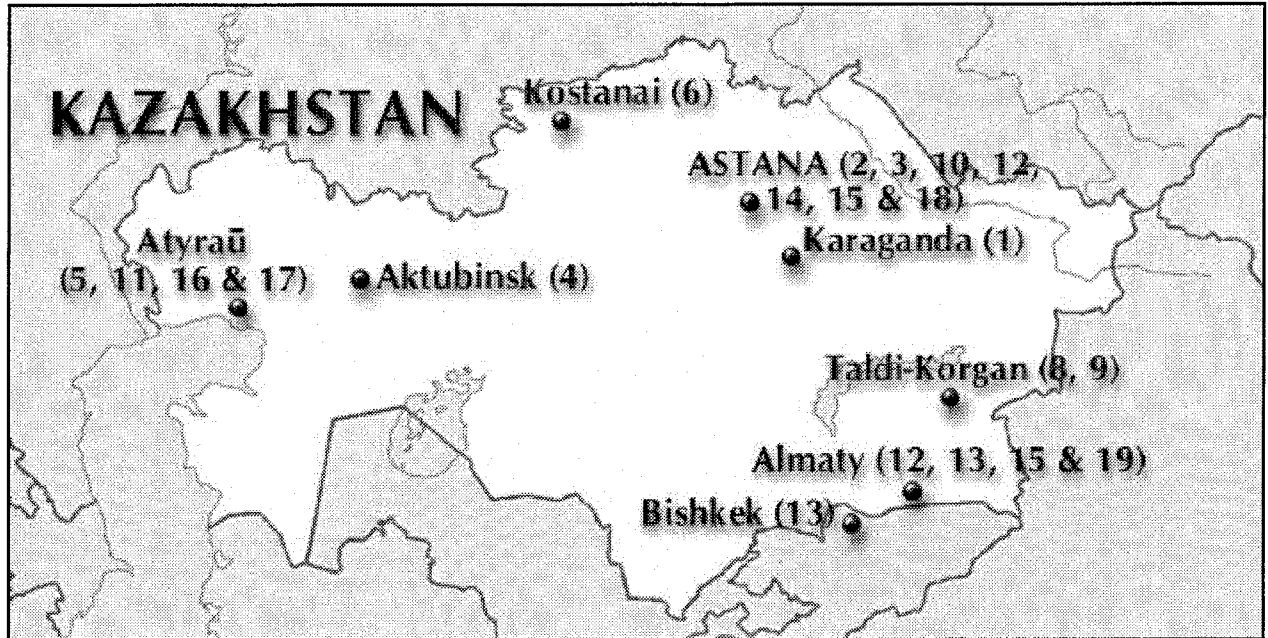 KAZAKHSTAN
Kostanai (6)
ASTANA (2, 3, 10, 12,
14, 15 & 18)
Karaganda (1)
Atyraū
(5, 11, 16 & 17)
Aktubinsk (4)
Taldi-Korgan (8, 9)
Almaty (12, 13, 15 & 19)
Bishkek (13)